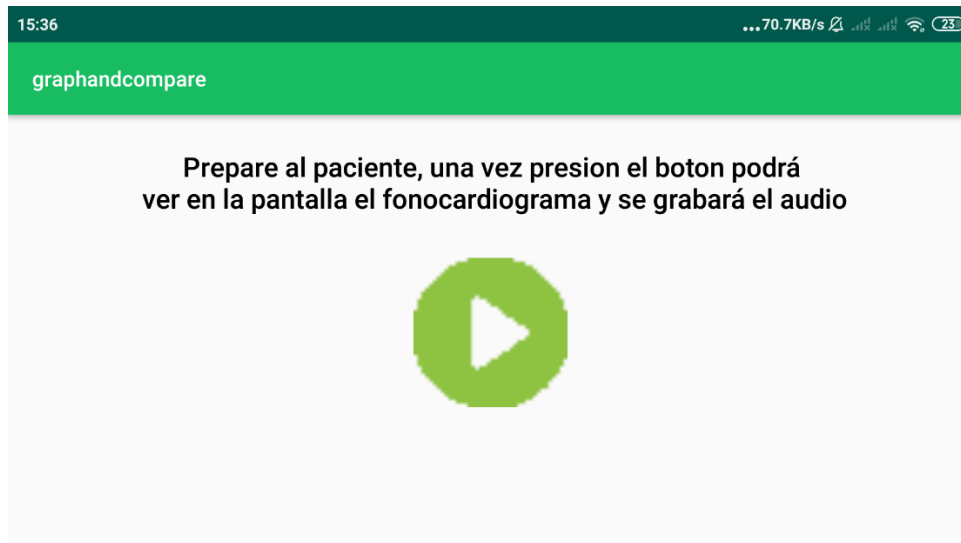 15:36
...70.7KB/s 23
graphandcompare
Prepare al paciente, una vez presion el boton podrá
ver en la pantalla el fonocardiograma y se grabará el audio